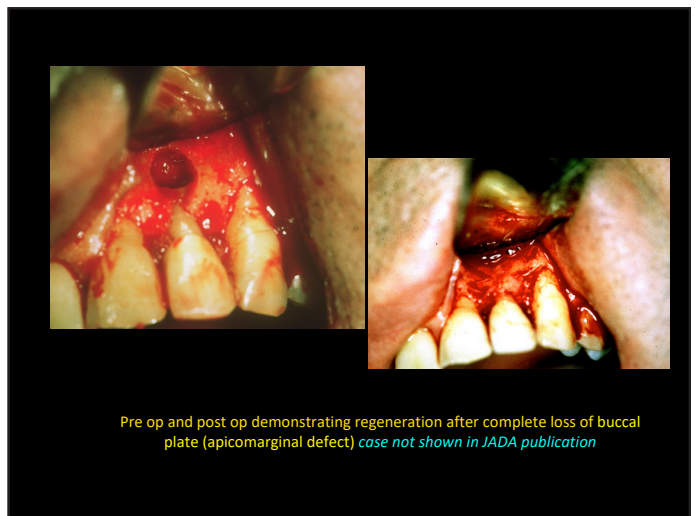 Pre op and post op demonstrating regeneration after complete loss of buccal
plate (apicomarginal defect) case not shown in JADA publication